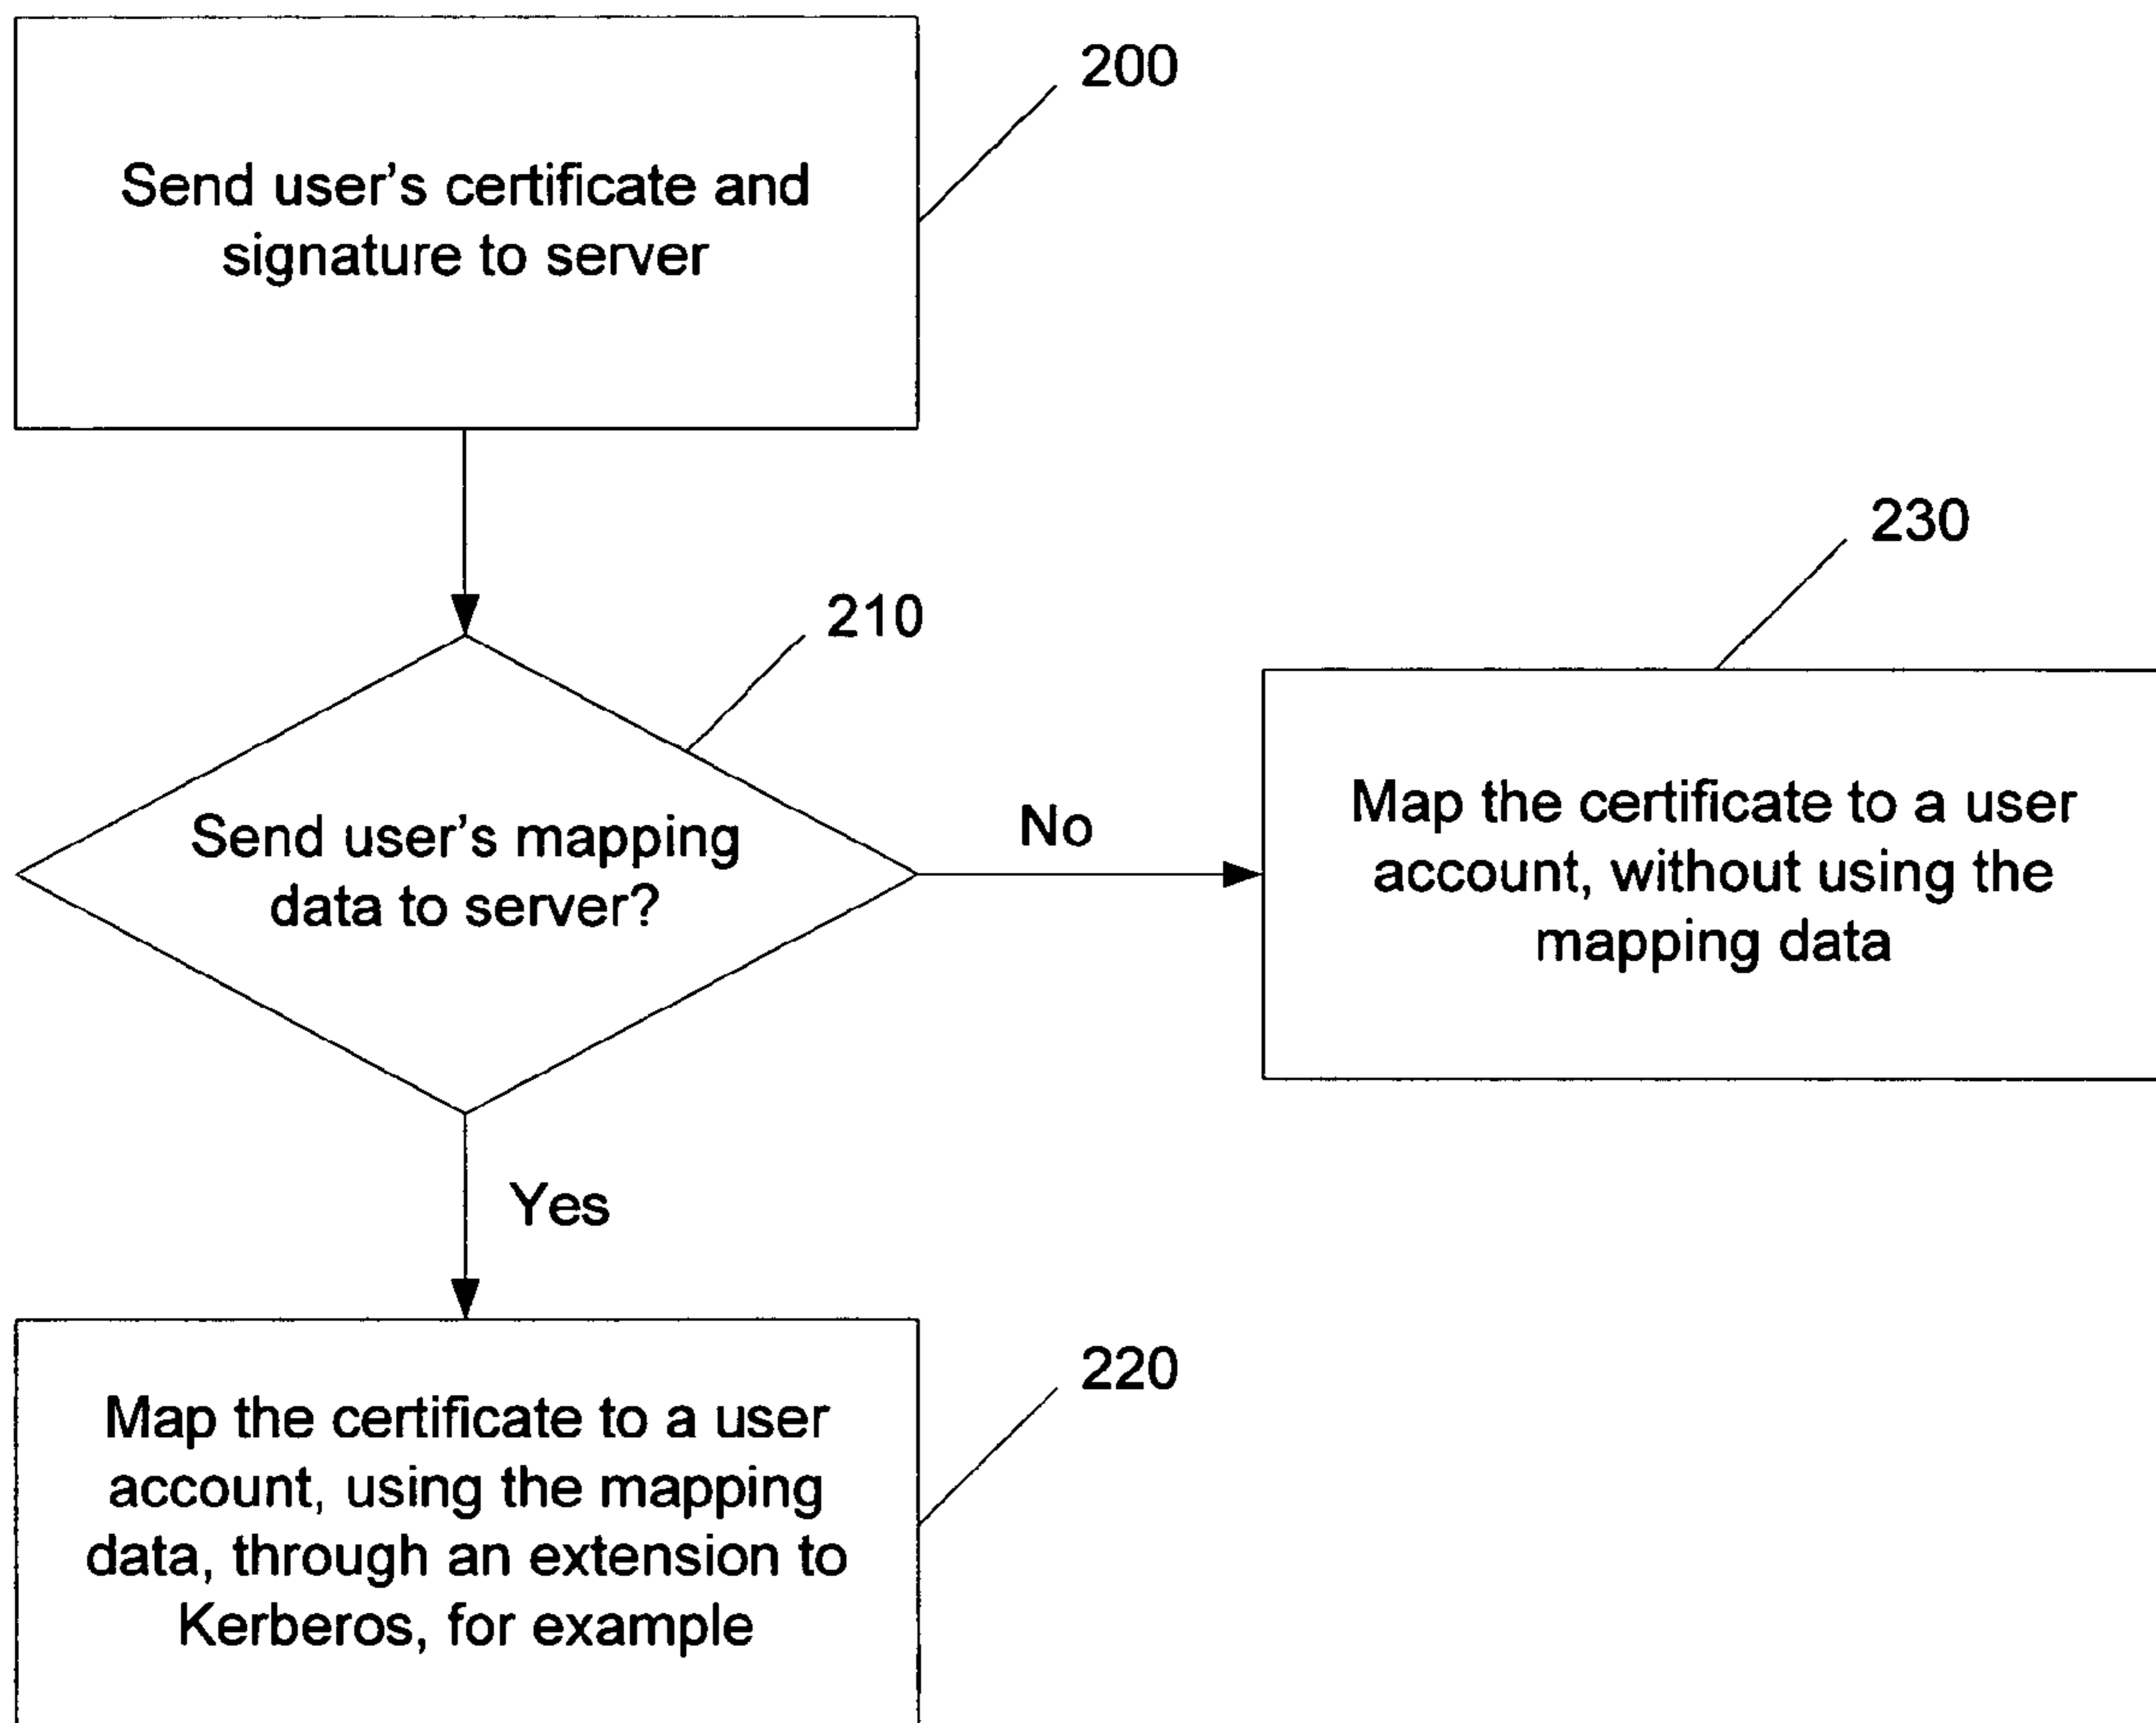 200
Send user's certificate and
signature to server
210
Send user's mapping
data to server?
No
230
Map the certificate to a user
account, without using the
mapping data
Yes
220
Map the certificate to a user
account, using the mapping
data, through an extension to
Kerberos, for example